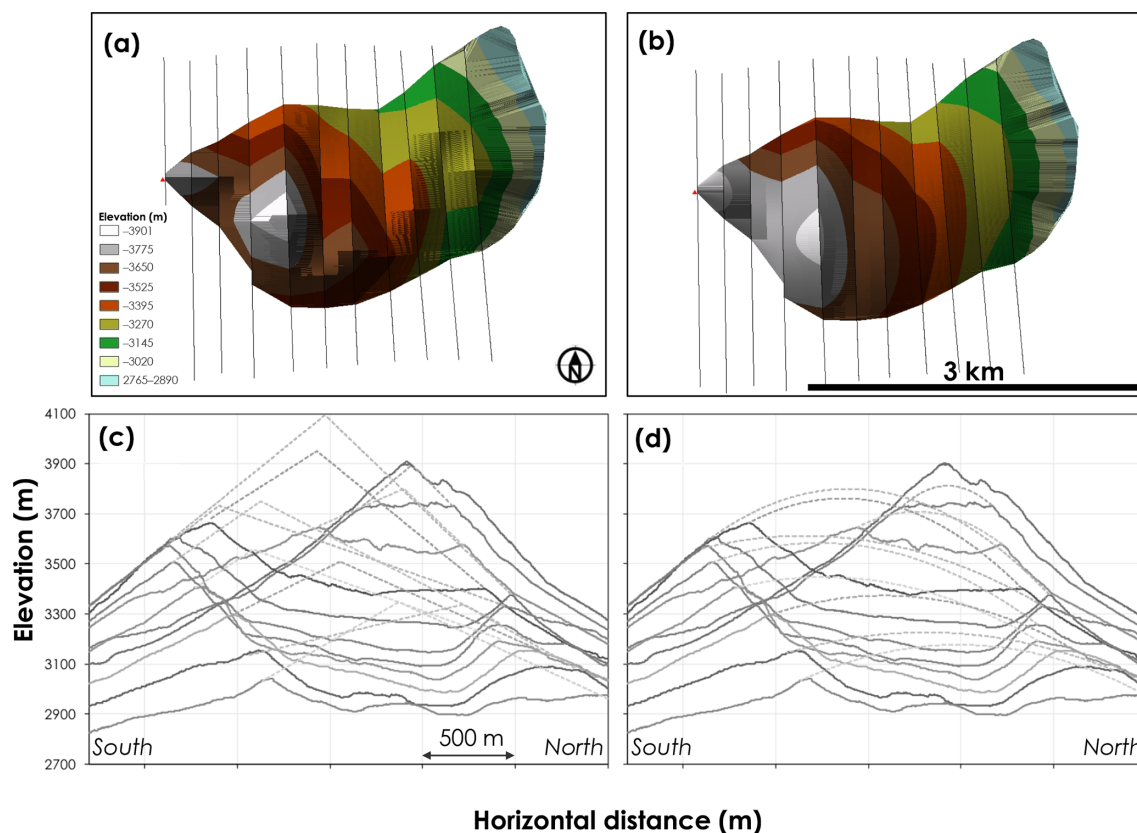 (a)
(b)
Elevation (m)
–3901
–3775
–3650
–3525
–3395
–3270
–3145
–3020
2765–2890
N
3 km
(c)
(d)
Elevation (m)
4100
3900
3700
3500
3300
3100
2900
2700
South
500 m
North
South
North
Horizontal distance (m)